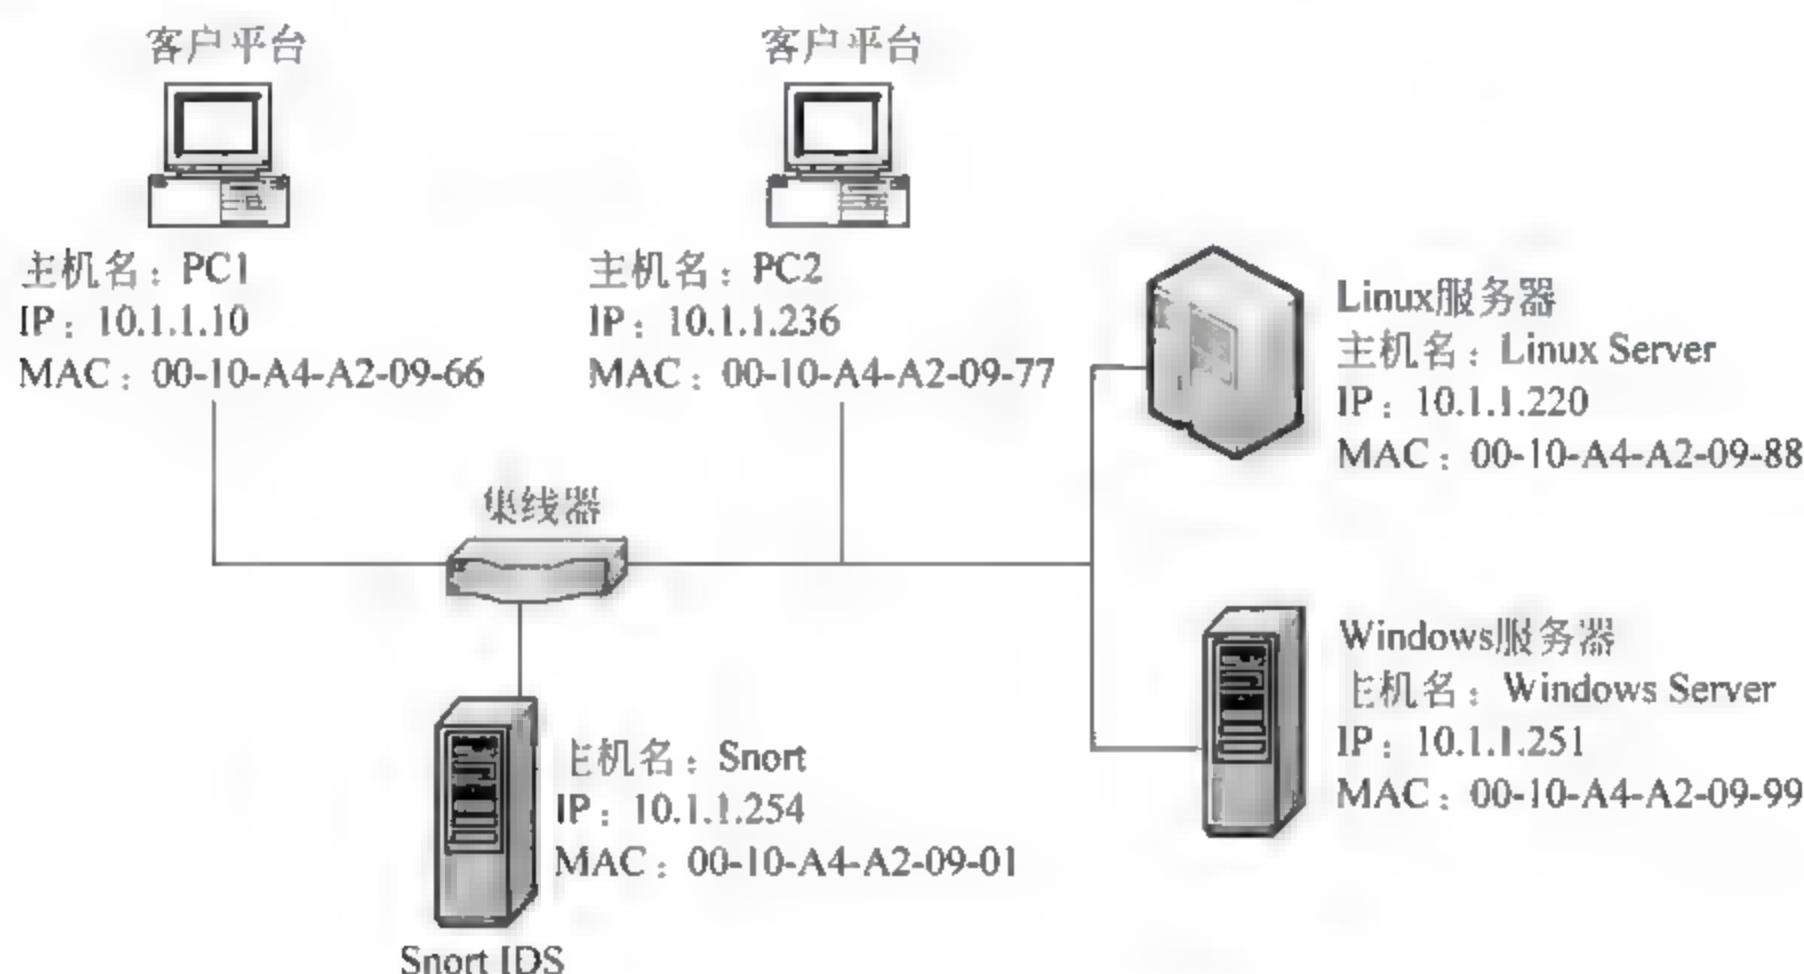 客户平台
主机名：PC1
IP：10.1.1.10
MAC：00-10-A4-A2-09-66
客户平台
主机名：PC2
IP：10.1.1.236
MAC：00-10-A4-A2-09-77
Linux服务器
主机名：Linux Server
IP：10.1.1.220
MAC：00-10-A4-A2-09-88
集线器
Windows服务器
主机名：Windows Server
IP：10.1.1.251
MAC：00-10-A4-A2-09-99
主机名：Snort
IP：10.1.1.254
MAC：00-10-A4-A2-09-01
Snort IDS